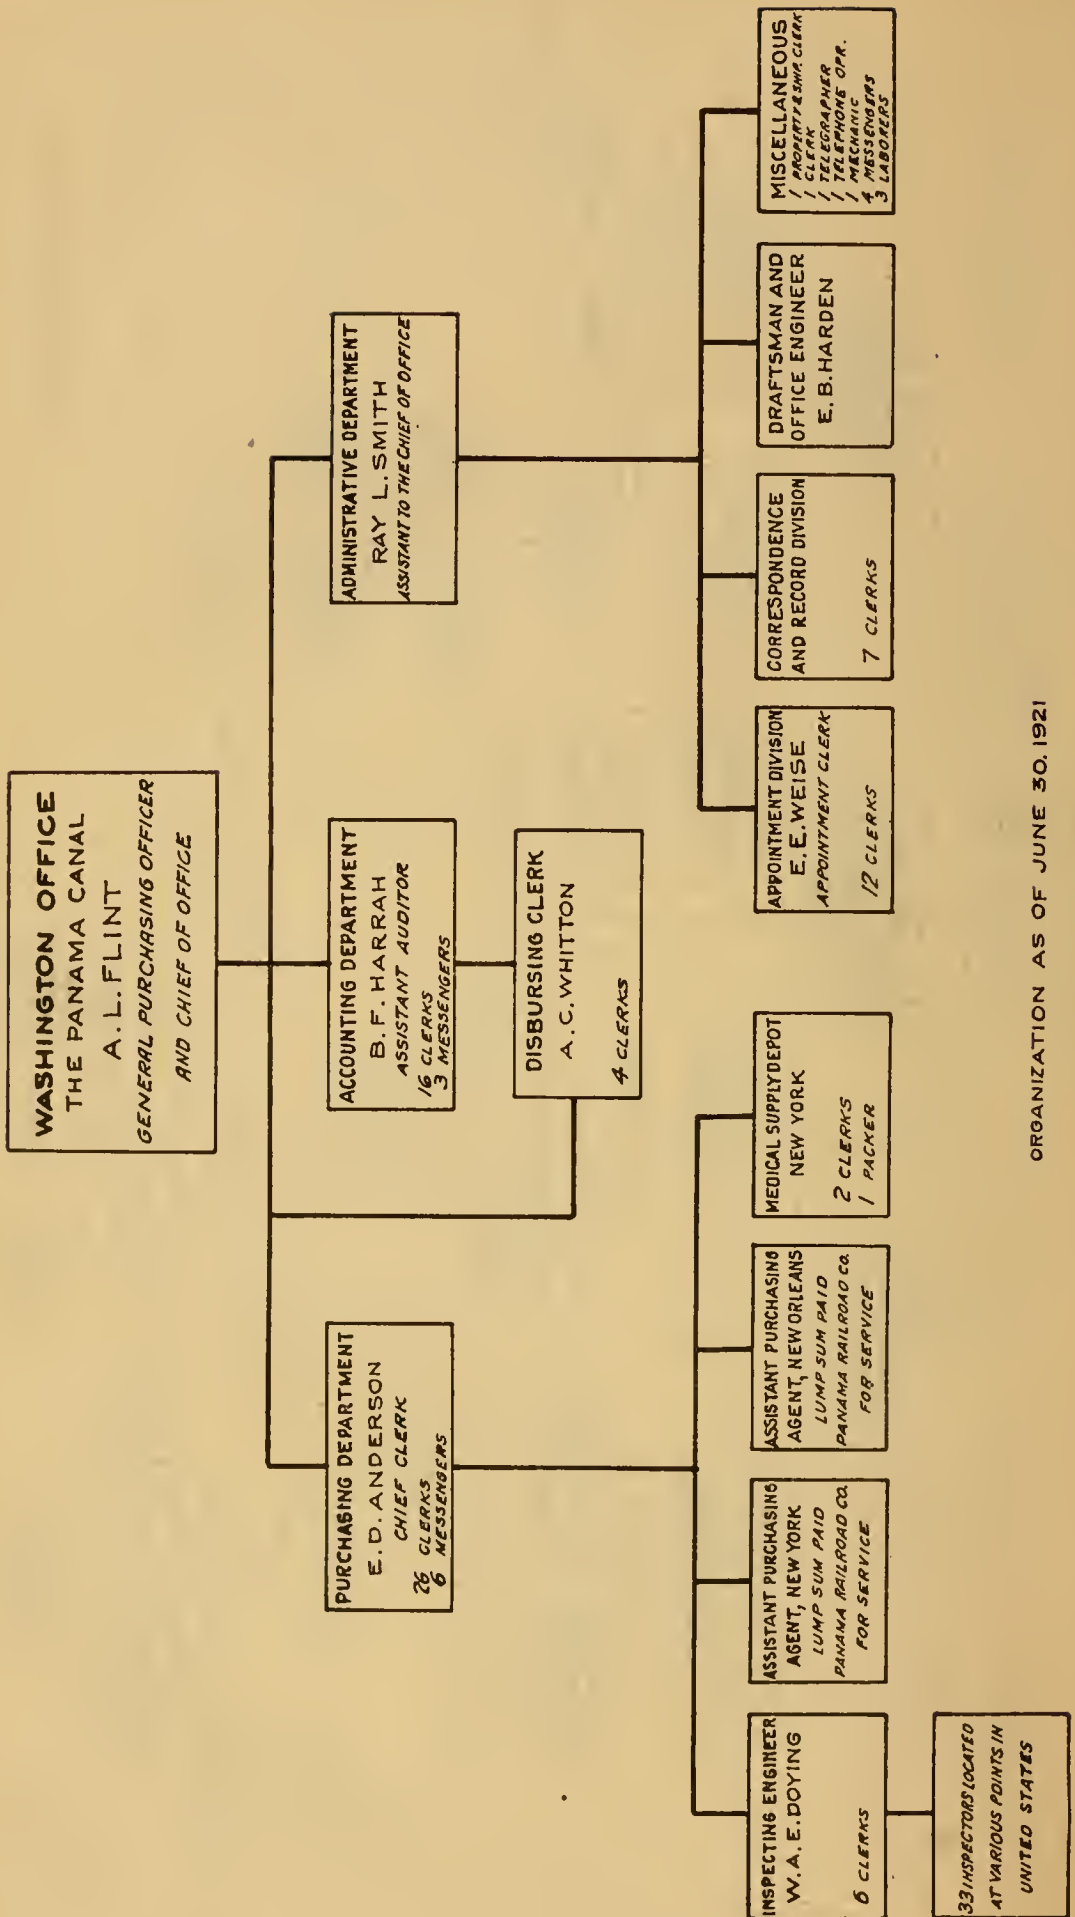 WASHINGTON OFFICE
THE PANAMA CANAL
A. L. FLINT
GENERAL PURCHASING OFFICER
AND CHIEF OF OFFICE
PURCHASING DEPARTMENT
E. D. ANDERSON
CHIEF CLERK
26 CLERKS
6 MESSENGERS
ACCOUNTING DEPARTMENT
B. F. HARRAH
ASSISTANT AUDITOR
16 CLERKS
3 MESSENGERS
ADMINISTRATIVE DEPARTMENT
RAY L. SMITH
ASSISTANT TO THE CHIEF OF OFFICE
DISBURSING CLERK
A. C. WHITTON
4 CLERKS
INSPECTING ENGINEER
W. A. E. DOYING
6 CLERKS
ASSISTANT PURCHASING
AGENT, NEW YORK
LUMP SUM PAID
PANAMA RAILROAD CO.
FOR SERVICE
ASSISTANT PURCHASING
AGENT, NEW ORLEANS
LUMP SUM PAID
PANAMA RAILROAD CO.
FOR SERVICE
MEDICAL SUPPLY DEPOT
NEW YORK
2 CLERKS
1 PACKER
APPOINTMENT DIVISION
E. E. WEISE
APPOINTMENT CLERK
12 CLERKS
CORRESPONDENCE
AND RECORD DIVISION
7 CLERKS
DRAFTSMAN AND
OFFICE ENGINEER
E. B. HARDEN
MISCELLANEOUS
1 PROPERTY & SHIP. CLERK
1 CLERK
1 TELEGRAPHER
1 TELEPHONE OPR.
1 MECHANIC
4 MESSENGERS
3 LABORERS
33 INSPECTORS LOCATED
AT VARIOUS POINTS IN
UNITED STATES
ORGANIZATION AS OF JUNE 30, 1921